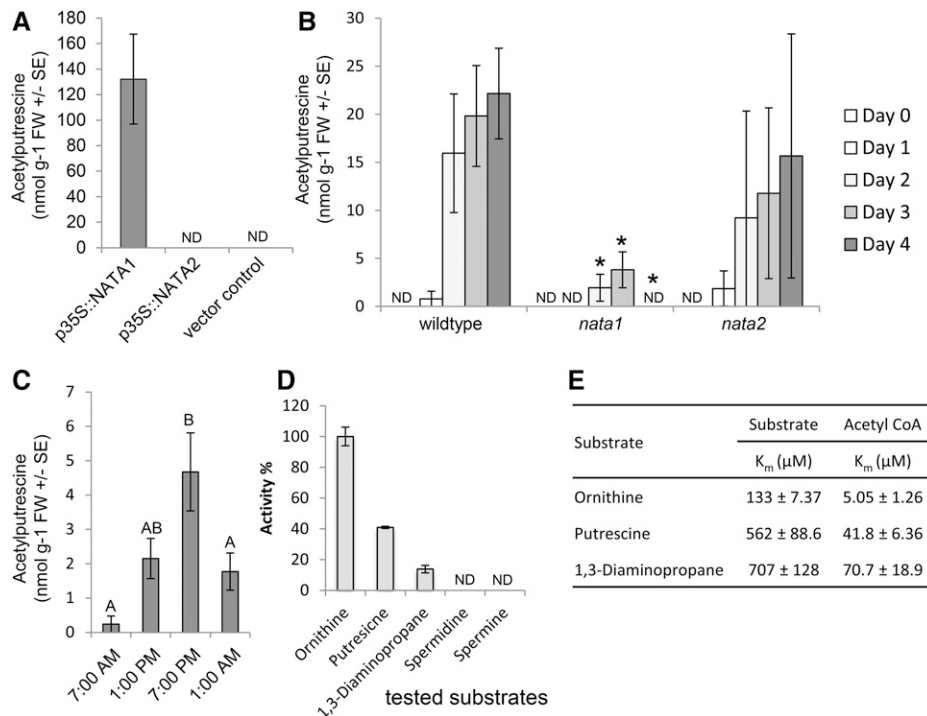 A
Acetylputrescine
(nmol g-1 FW +/- SE)
180
160
140
120
100
80
60
40
20
0
ND
ND
p35S::NATA1
p35S::NATA2
vector control
B
Acetylputrescine
(nmol g-1 FW +/- SE)
30
25
20
15
10
5
0
ND
ND ND
*
*
*
ND
ND
wildtype
nata1
nata2
Day 0
Day 1
Day 2
Day 3
Day 4
C
Acetylputrescine
(nmol g-1 FW +/- SE)
7
6
5
4
3
2
1
0
A
AB
B
A
7:00 AM
1:00 PM
7:00 PM
1:00 AM
D
Activity %
120
100
80
60
40
20
0
ND
ND
Ornithine
Putresicne
1,3-Diaminopropane
Spermidine
Spermine
tested substrates
E
Substrate
Substrate Acetyl CoA
Km (µM) Km (µM)
Ornithine 133 ± 7.37 5.05 ± 1.26
Putrescine 562 ± 88.6 41.8 ± 6.36
1,3-Diaminopropane 707 ± 128 70.7 ± 18.9